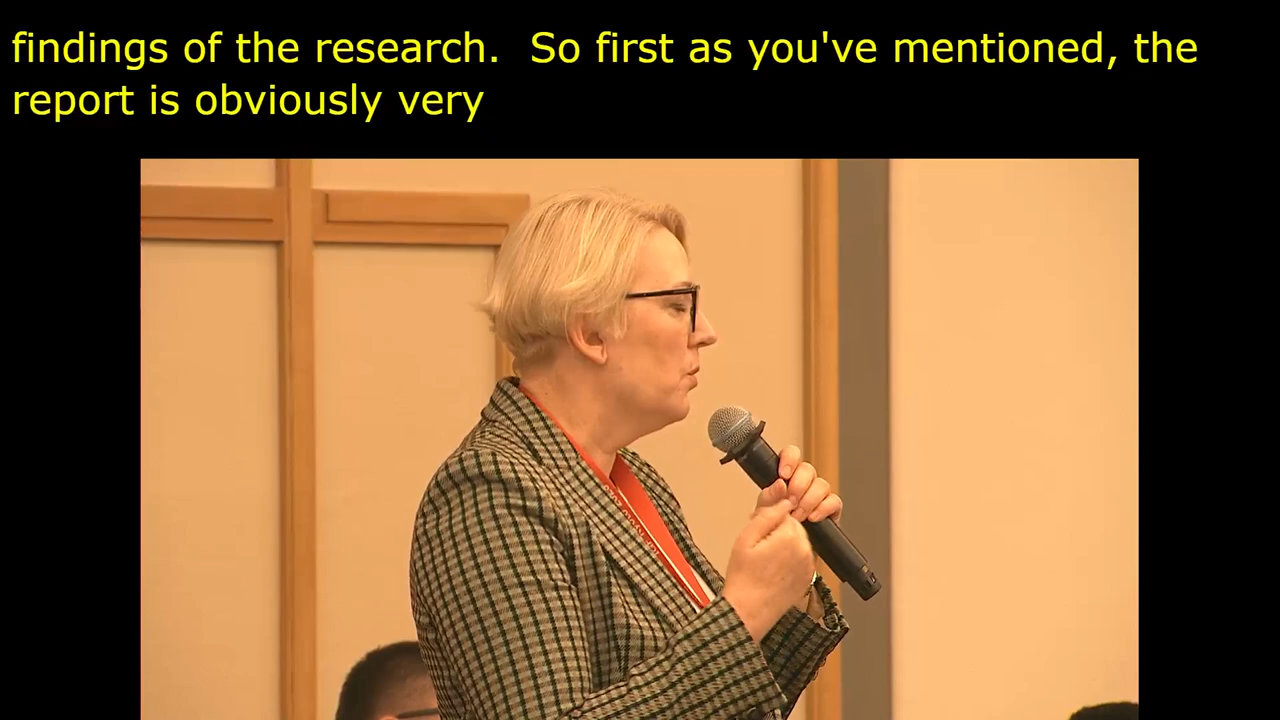 findings of the research.  So first as you've mentioned, the
report is obviously very